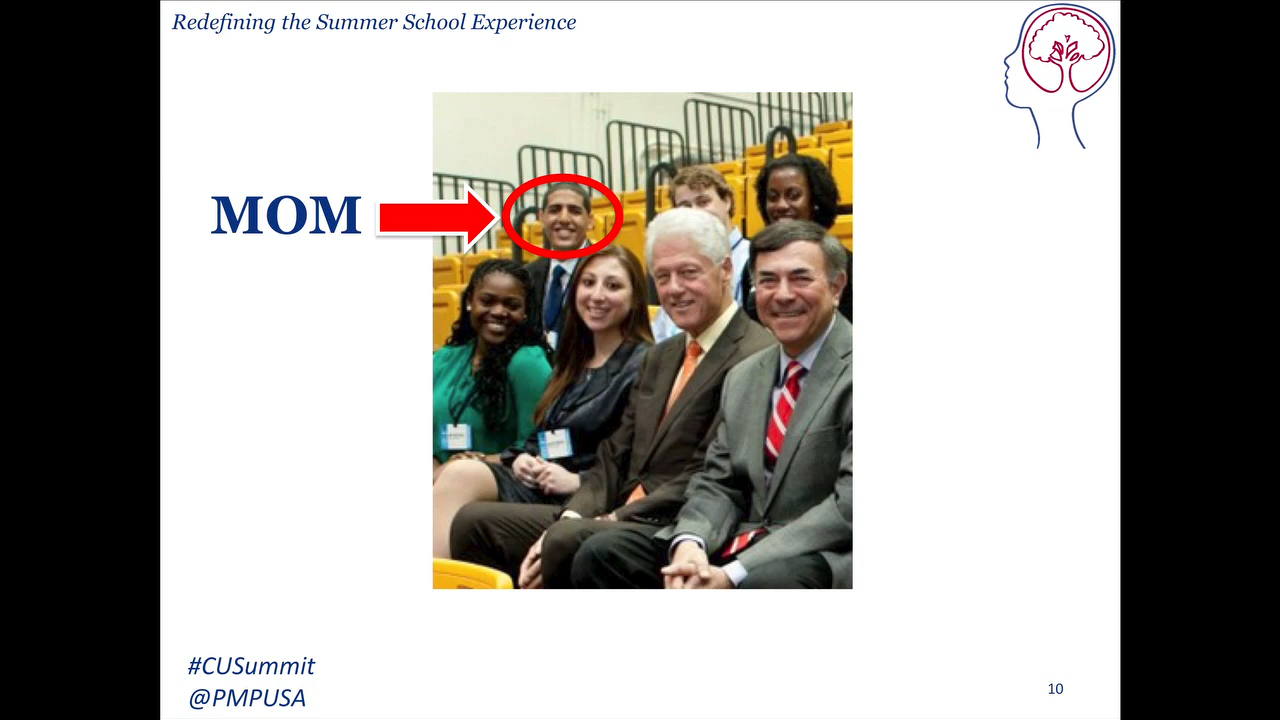 Redefining the Summer School Experience
MOM
#CUSummit
@PMPUSA
10